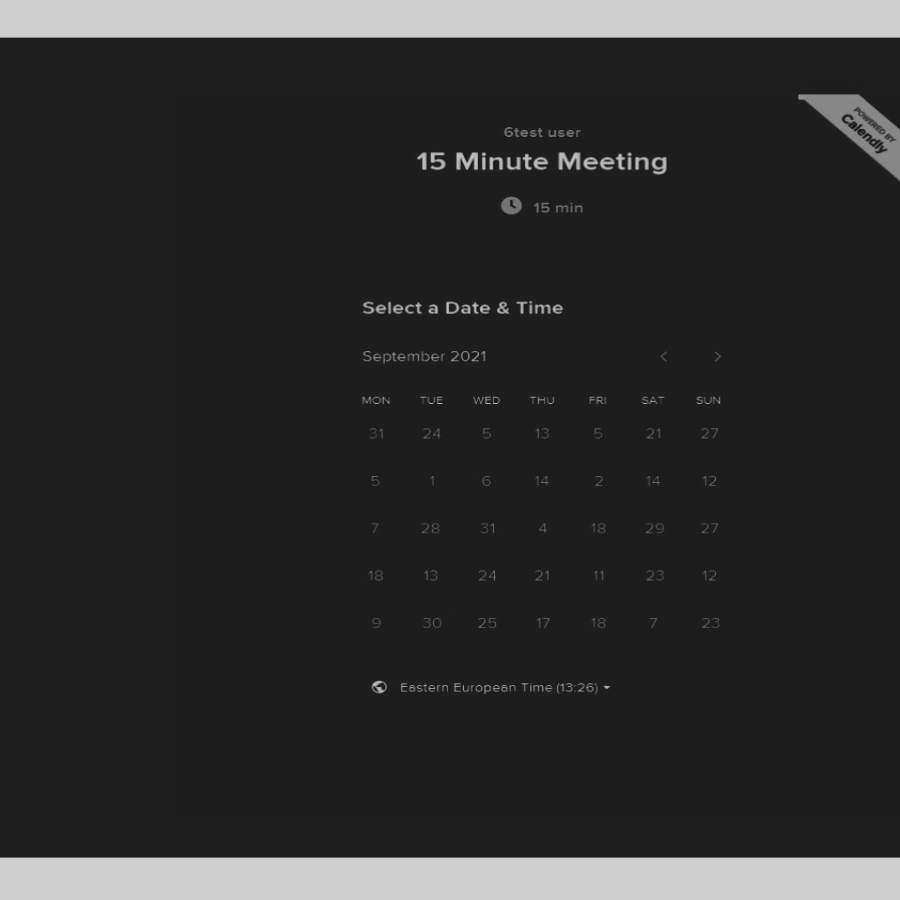 POWERED BY
Calendly
6test user
15 Minute Meeting
15 min
Select a Date & Time
September 2021
MON TUE WED THU FRI SAT SUN
31 24 5 13 5 21 27
5 1 6 14 2 14 12
7 28 31 4 18 29 27
18 13 24 21 11 23 12
9 30 25 17 18 7 23
Eastern European Time (13:26)